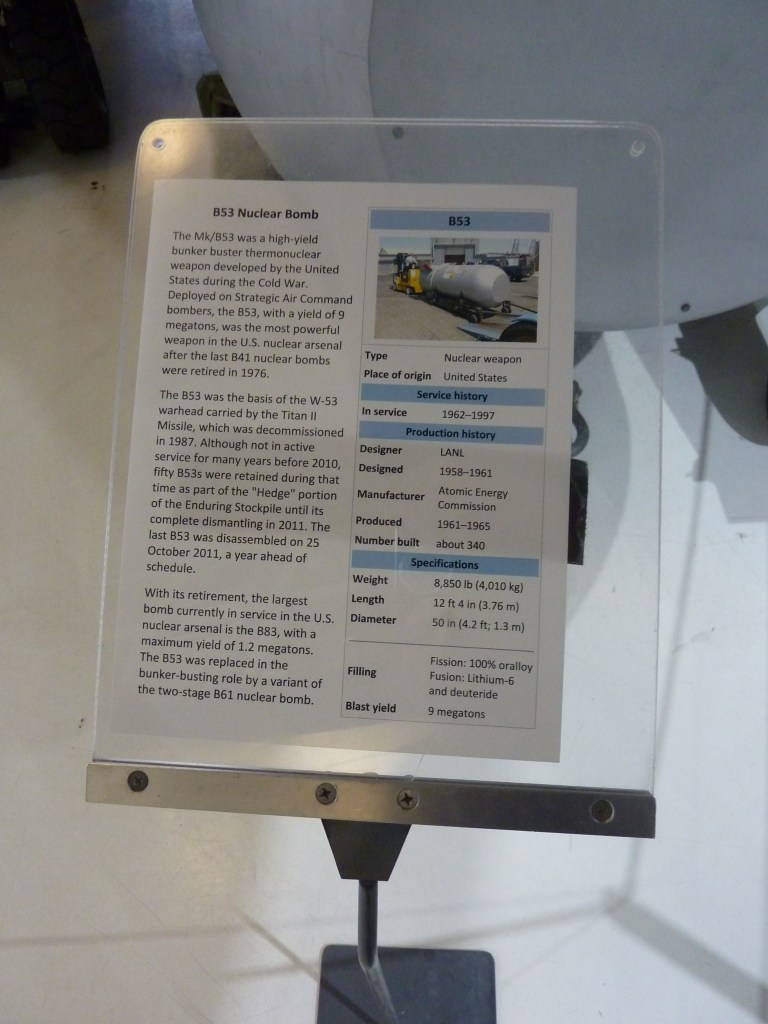 B53 Nuclear Bomb
The Mk/B53 was a high-yield
bunker buster thermonuclear
weapon developed by the United
States during the Cold War.
Deployed on Strategic Air Command
bombers, the B53, with a yield of 9
megatons, was the most powerful
weapon in the U.S. nuclear arsenal
after the last B41 nuclear bombs
were retired in 1976.
The B53 was the basis of the W-53
warhead carried by the Titan II
Missile, which was decommissioned
in 1987. Although not in active
service for many years before 2010,
fifty B53s were retained during that
time as part of the "Hedge" portion
of the Enduring Stockpile until its
complete dismantling in 2011. The
last B53 was disassembled on 25
October 2011, a year ahead of
schedule.
With its retirement, the largest
bomb currently in service in the U.S.
nuclear arsenal is the B83, with a
maximum yield of 1.2 megatons.
The B53 was replaced in the
bunker-busting role by a variant of
the two-stage B61 nuclear bomb.
B53
Type Nuclear weapon
Place of origin United States
Service history
In service 1962–1997
Production history
Designer LANL
Designed 1958–1961
Manufacturer Atomic Energy
Commission
Produced 1961–1965
Number built about 340
Specifications
Weight 8,850 lb (4,010 kg)
Length 12 ft 4 in (3.76 m)
Diameter 50 in (4.2 ft; 1.3 m)
Filling Fission: 100% oralloy
Fusion: Lithium-6
and deuteride
Blast yield 9 megatons